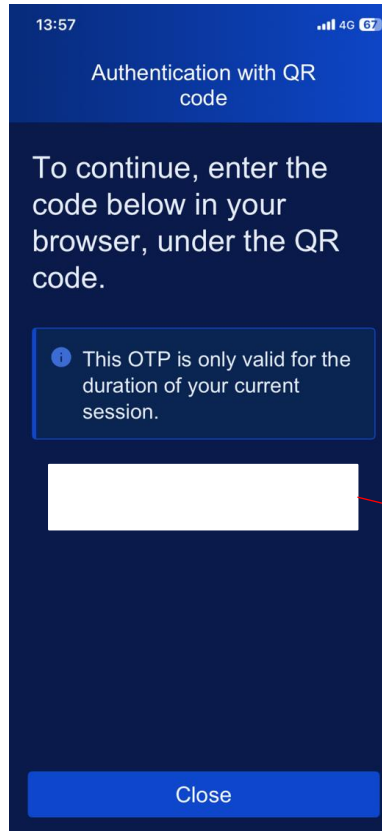 13:57
4G 67
Authentication with QR
code
To continue, enter the
code below in your
browser, under the QR
code.
This OTP is only valid for the
duration of your current
session.
Close